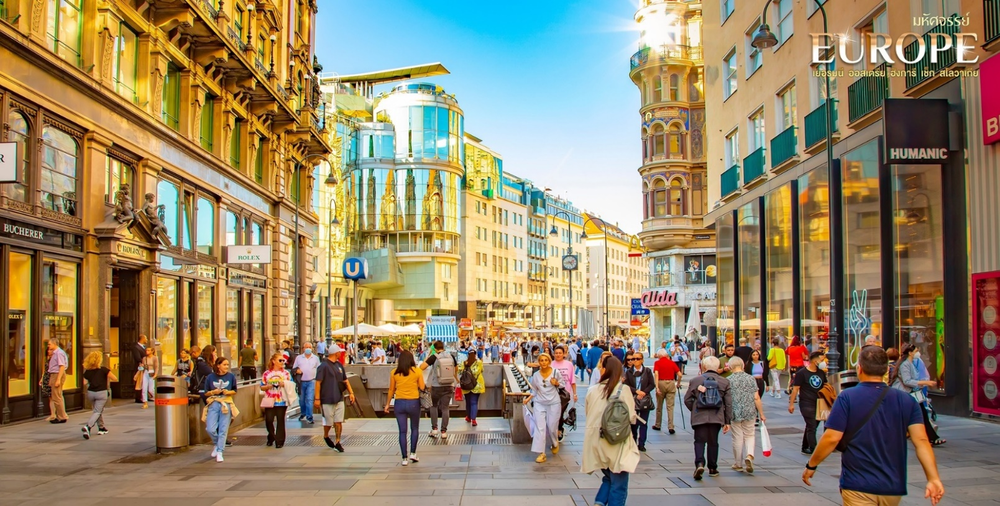 มหัศจรรย์
EUROPE
เยอรมนี ออสเตรีย ฮังการี เช็ก สโลวาเกีย
HUMANIC
B
R
BUCHERER
ROLEX
ROLEX
U
Aida
CAF